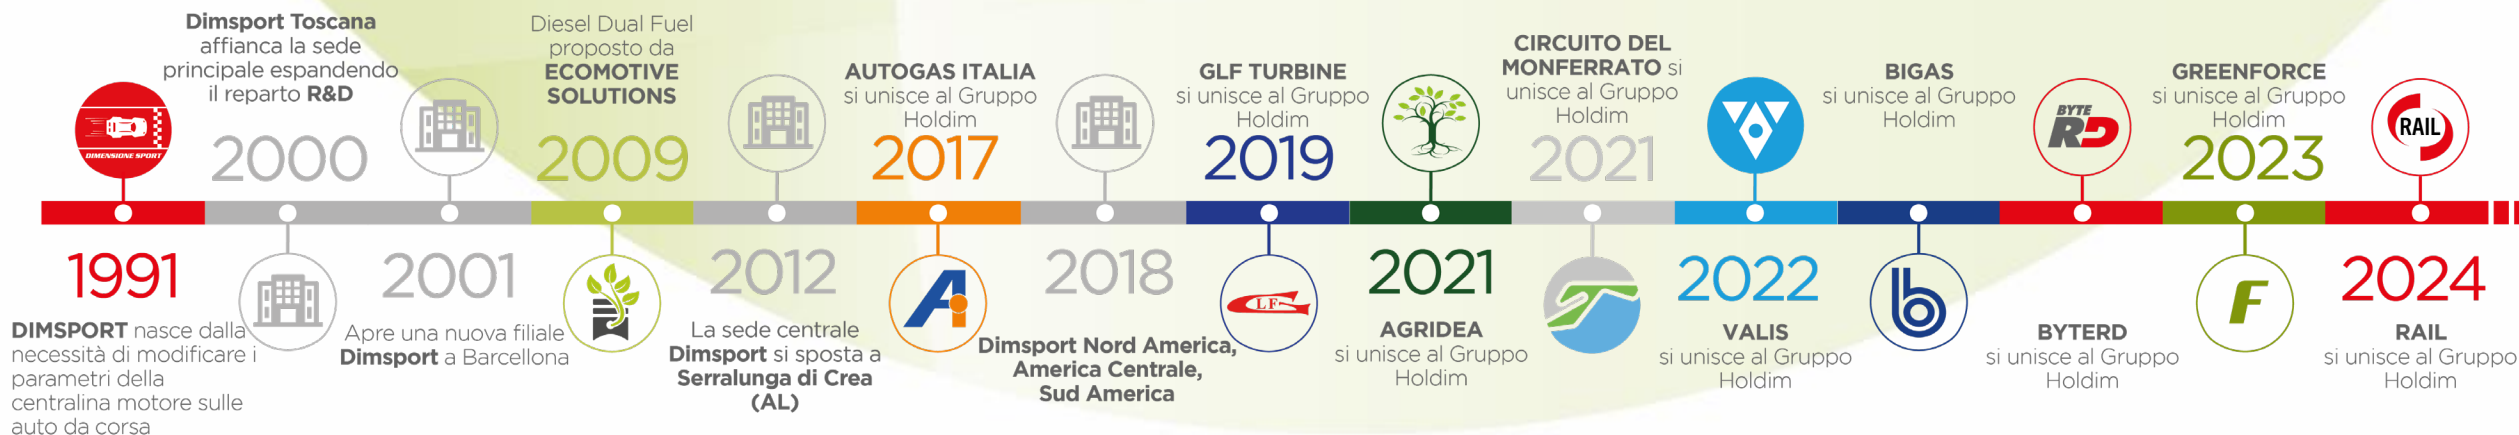 DIMENSIONE SPORT
1991
DIMSPORT nasce dalla
necessità di modificare i
parametri della
centralina motore sulle
auto da corsa
Dimsport Toscana
affianca la sede
principale espandendo
il reparto R&D
2000
2001
Apre una nuova filiale
Dimsport a Barcellona
Diesel Dual Fuel
proposto da
ECOMOTIVE
SOLUTIONS
2009
2012
La sede centrale
Dimsport si sposta a
Serralunga di Crea
(AL)
AUTOGAS ITALIA
si unisce al Gruppo
Holdim
2017
2018
Dimsport Nord America,
America Centrale,
Sud America
GLF TURBINE
si unisce al Gruppo
Holdim
2019
GLF
2021
AGRIDEA
si unisce al Gruppo
Holdim
CIRCUITO DEL
MONFERRATO si
unisce al Gruppo
Holdim
2021
2022
VALIS
si unisce al Gruppo
Holdim
BIGAS
si unisce al Gruppo
Holdim
b
BYTE
RD
BYTERD
si unisce al Gruppo
Holdim
GREENFORCE
si unisce al Gruppo
Holdim
2023
F
RAIL
2024
RAIL
si unisce al Gruppo
Holdim